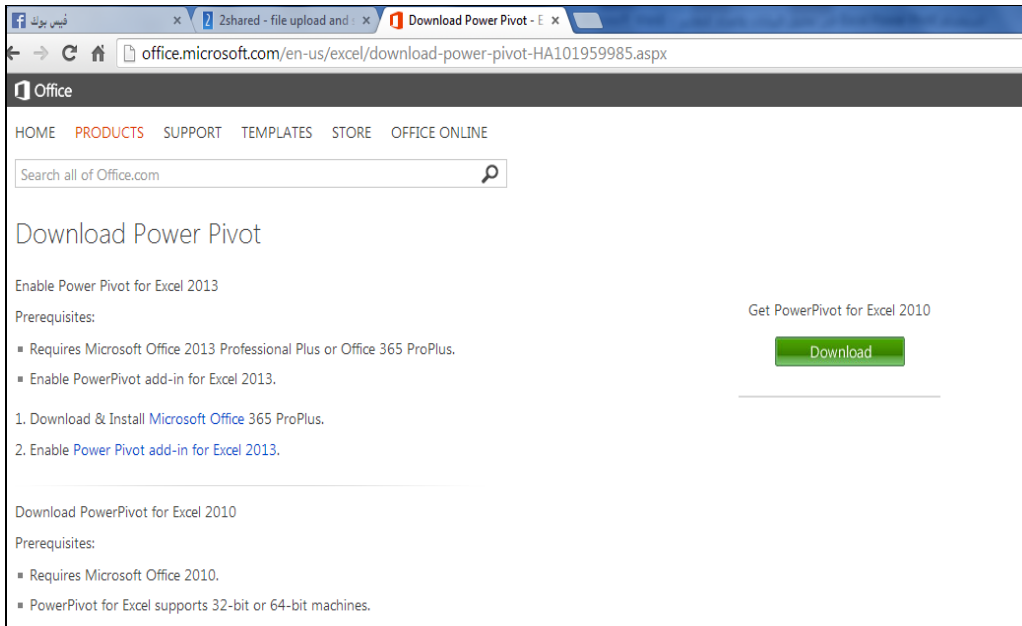 فيس بوك
2shared - file upload and s
Download Power Pivot - E
office.microsoft.com/en-us/excel/download-power-pivot-HA101959985.aspx
Office
HOME PRODUCTS SUPPORT TEMPLATES STORE OFFICE ONLINE
Search all of Office.com
Download Power Pivot
Enable Power Pivot for Excel 2013
Prerequisites:
Requires Microsoft Office 2013 Professional Plus or Office 365 ProPlus.
Enable PowerPivot add-in for Excel 2013.
1. Download & Install Microsoft Office 365 ProPlus.
2. Enable Power Pivot add-in for Excel 2013.
Download PowerPivot for Excel 2010
Prerequisites:
Requires Microsoft Office 2010.
PowerPivot for Excel supports 32-bit or 64-bit machines.
Get PowerPivot for Excel 2010
Download